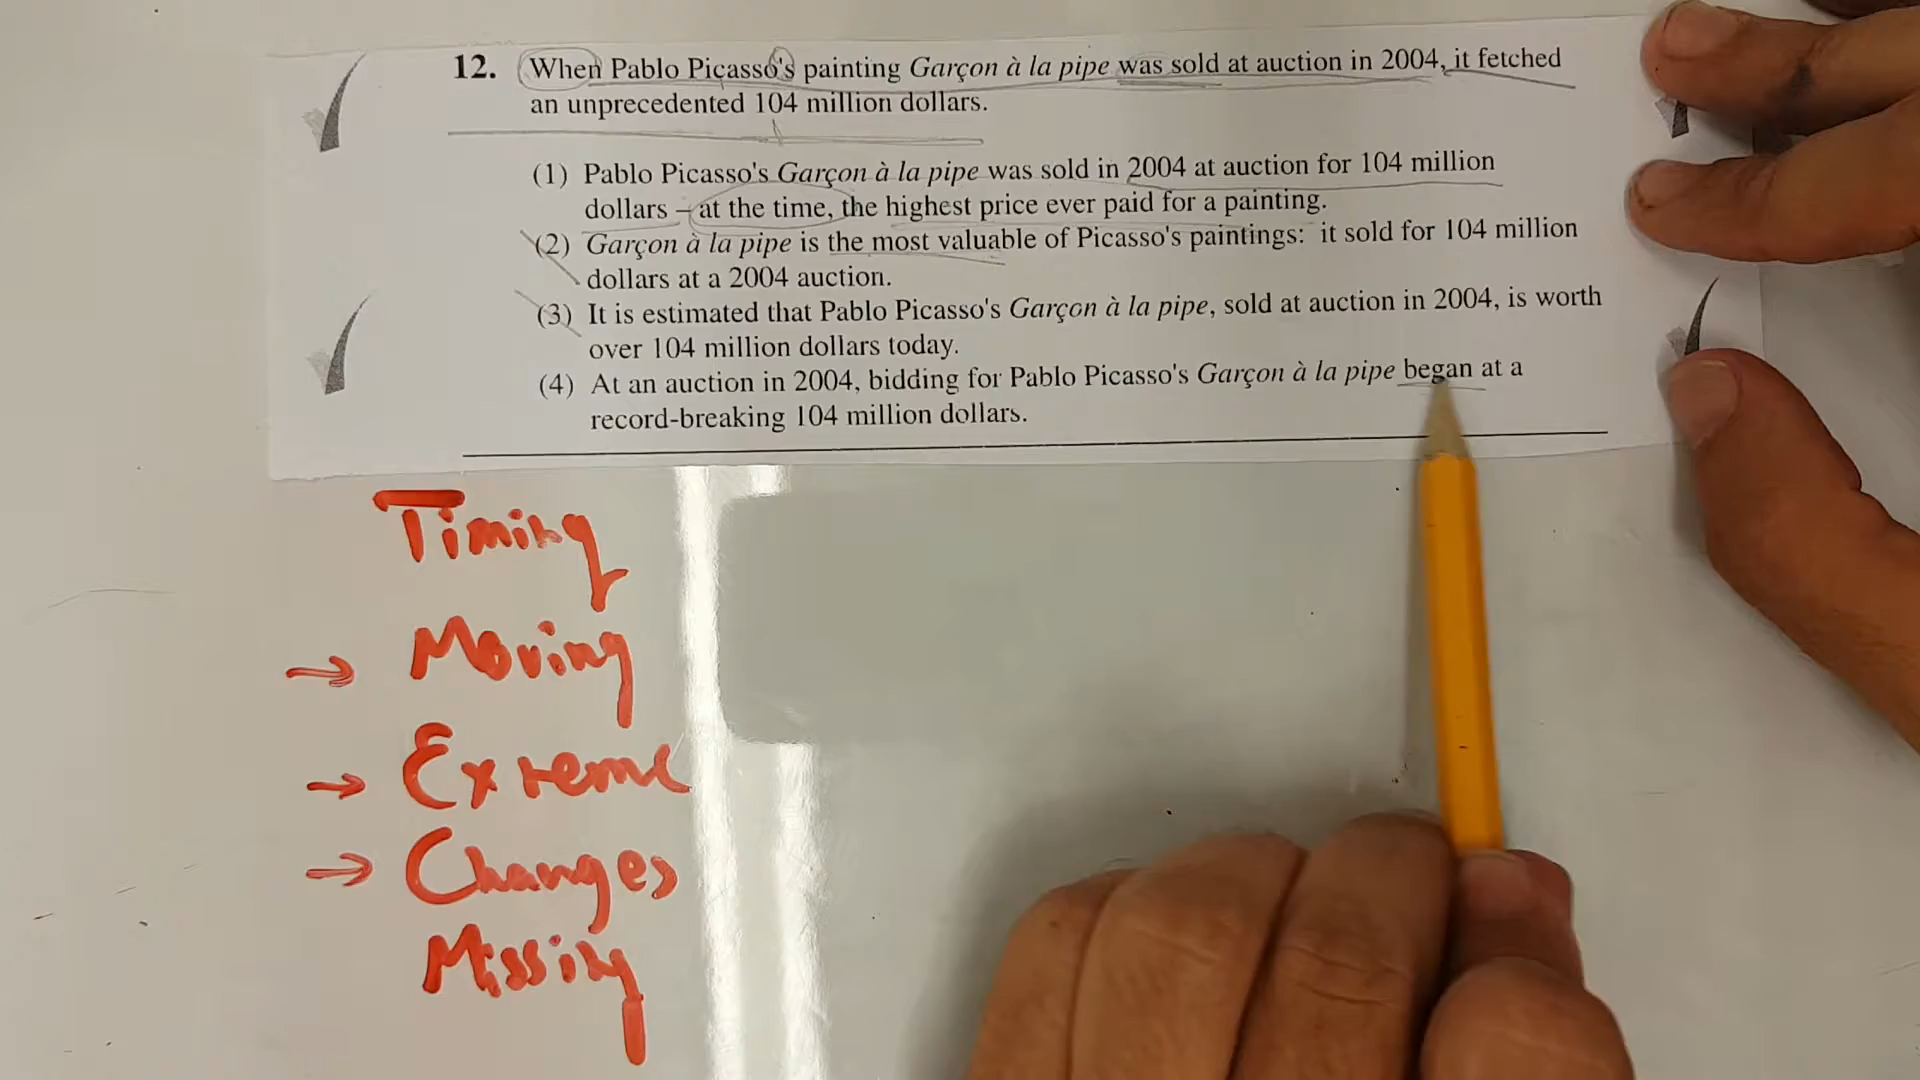 12. When Pablo Picasso's painting Garçon à la pipe was sold at auction in 2004, it fetched
an unprecedented 104 million dollars.
(1) Pablo Picasso's Garçon à la pipe was sold in 2004 at auction for 104 million
dollars – at the time, the highest price ever paid for a painting.
(2) Garçon à la pipe is the most valuable of Picasso's paintings: it sold for 104 million
dollars at a 2004 auction.
(3) It is estimated that Pablo Picasso's Garçon à la pipe, sold at auction in 2004, is worth
over 104 million dollars today.
(4) At an auction in 2004, bidding for Pablo Picasso's Garçon à la pipe began at a
record-breaking 104 million dollars.
Timing
→ Moving
→ Extreme
→ Changes
Missing